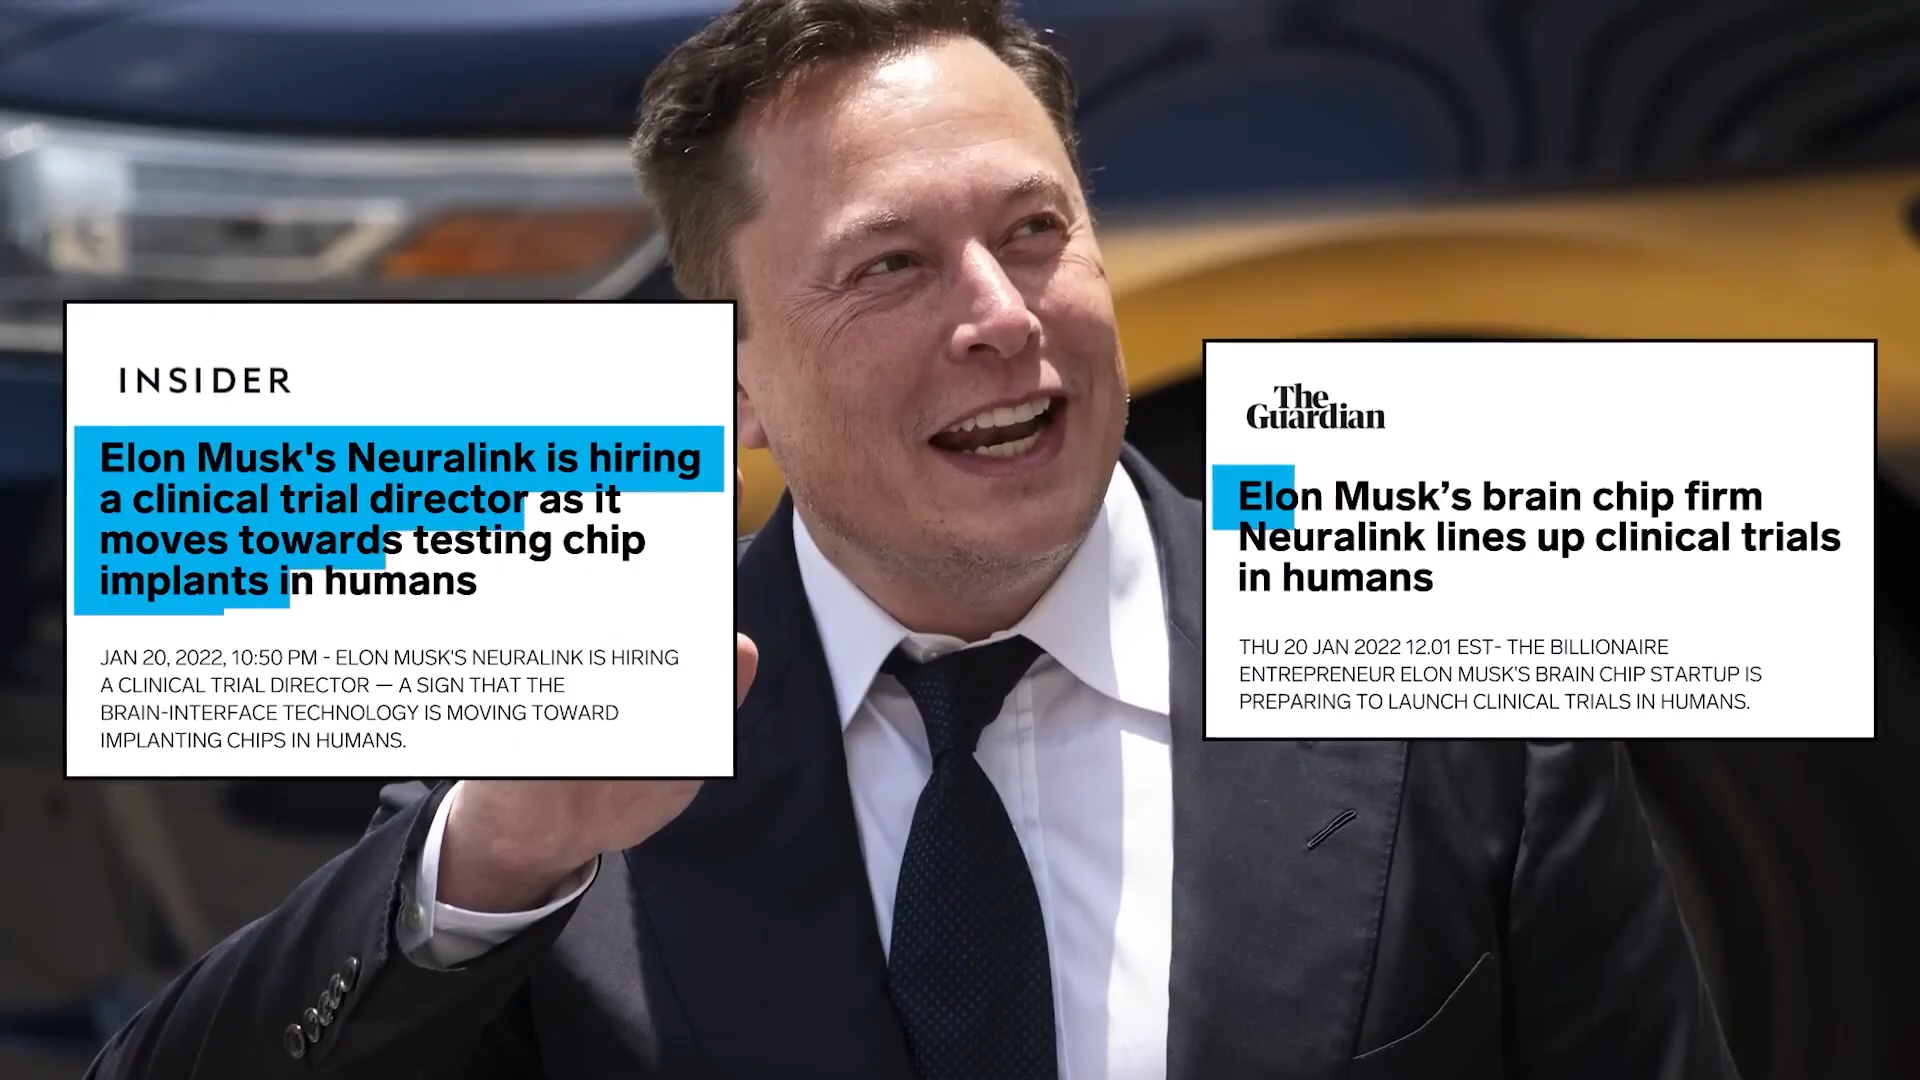 INSIDER
Elon Musk's Neuralink is hiring
a clinical trial director as it
moves towards testing chip
implants in humans
JAN 20, 2022, 10:50 PM - ELON MUSK'S NEURALINK IS HIRING
A CLINICAL TRIAL DIRECTOR — A SIGN THAT THE
BRAIN-INTERFACE TECHNOLOGY IS MOVING TOWARD
IMPLANTING CHIPS IN HUMANS.
The
Guardian
Elon Musk’s brain chip firm
Neuralink lines up clinical trials
in humans
THU 20 JAN 2022 12.01 EST- THE BILLIONAIRE
ENTREPRENEUR ELON MUSK’S BRAIN CHIP STARTUP IS
PREPARING TO LAUNCH CLINICAL TRIALS IN HUMANS.